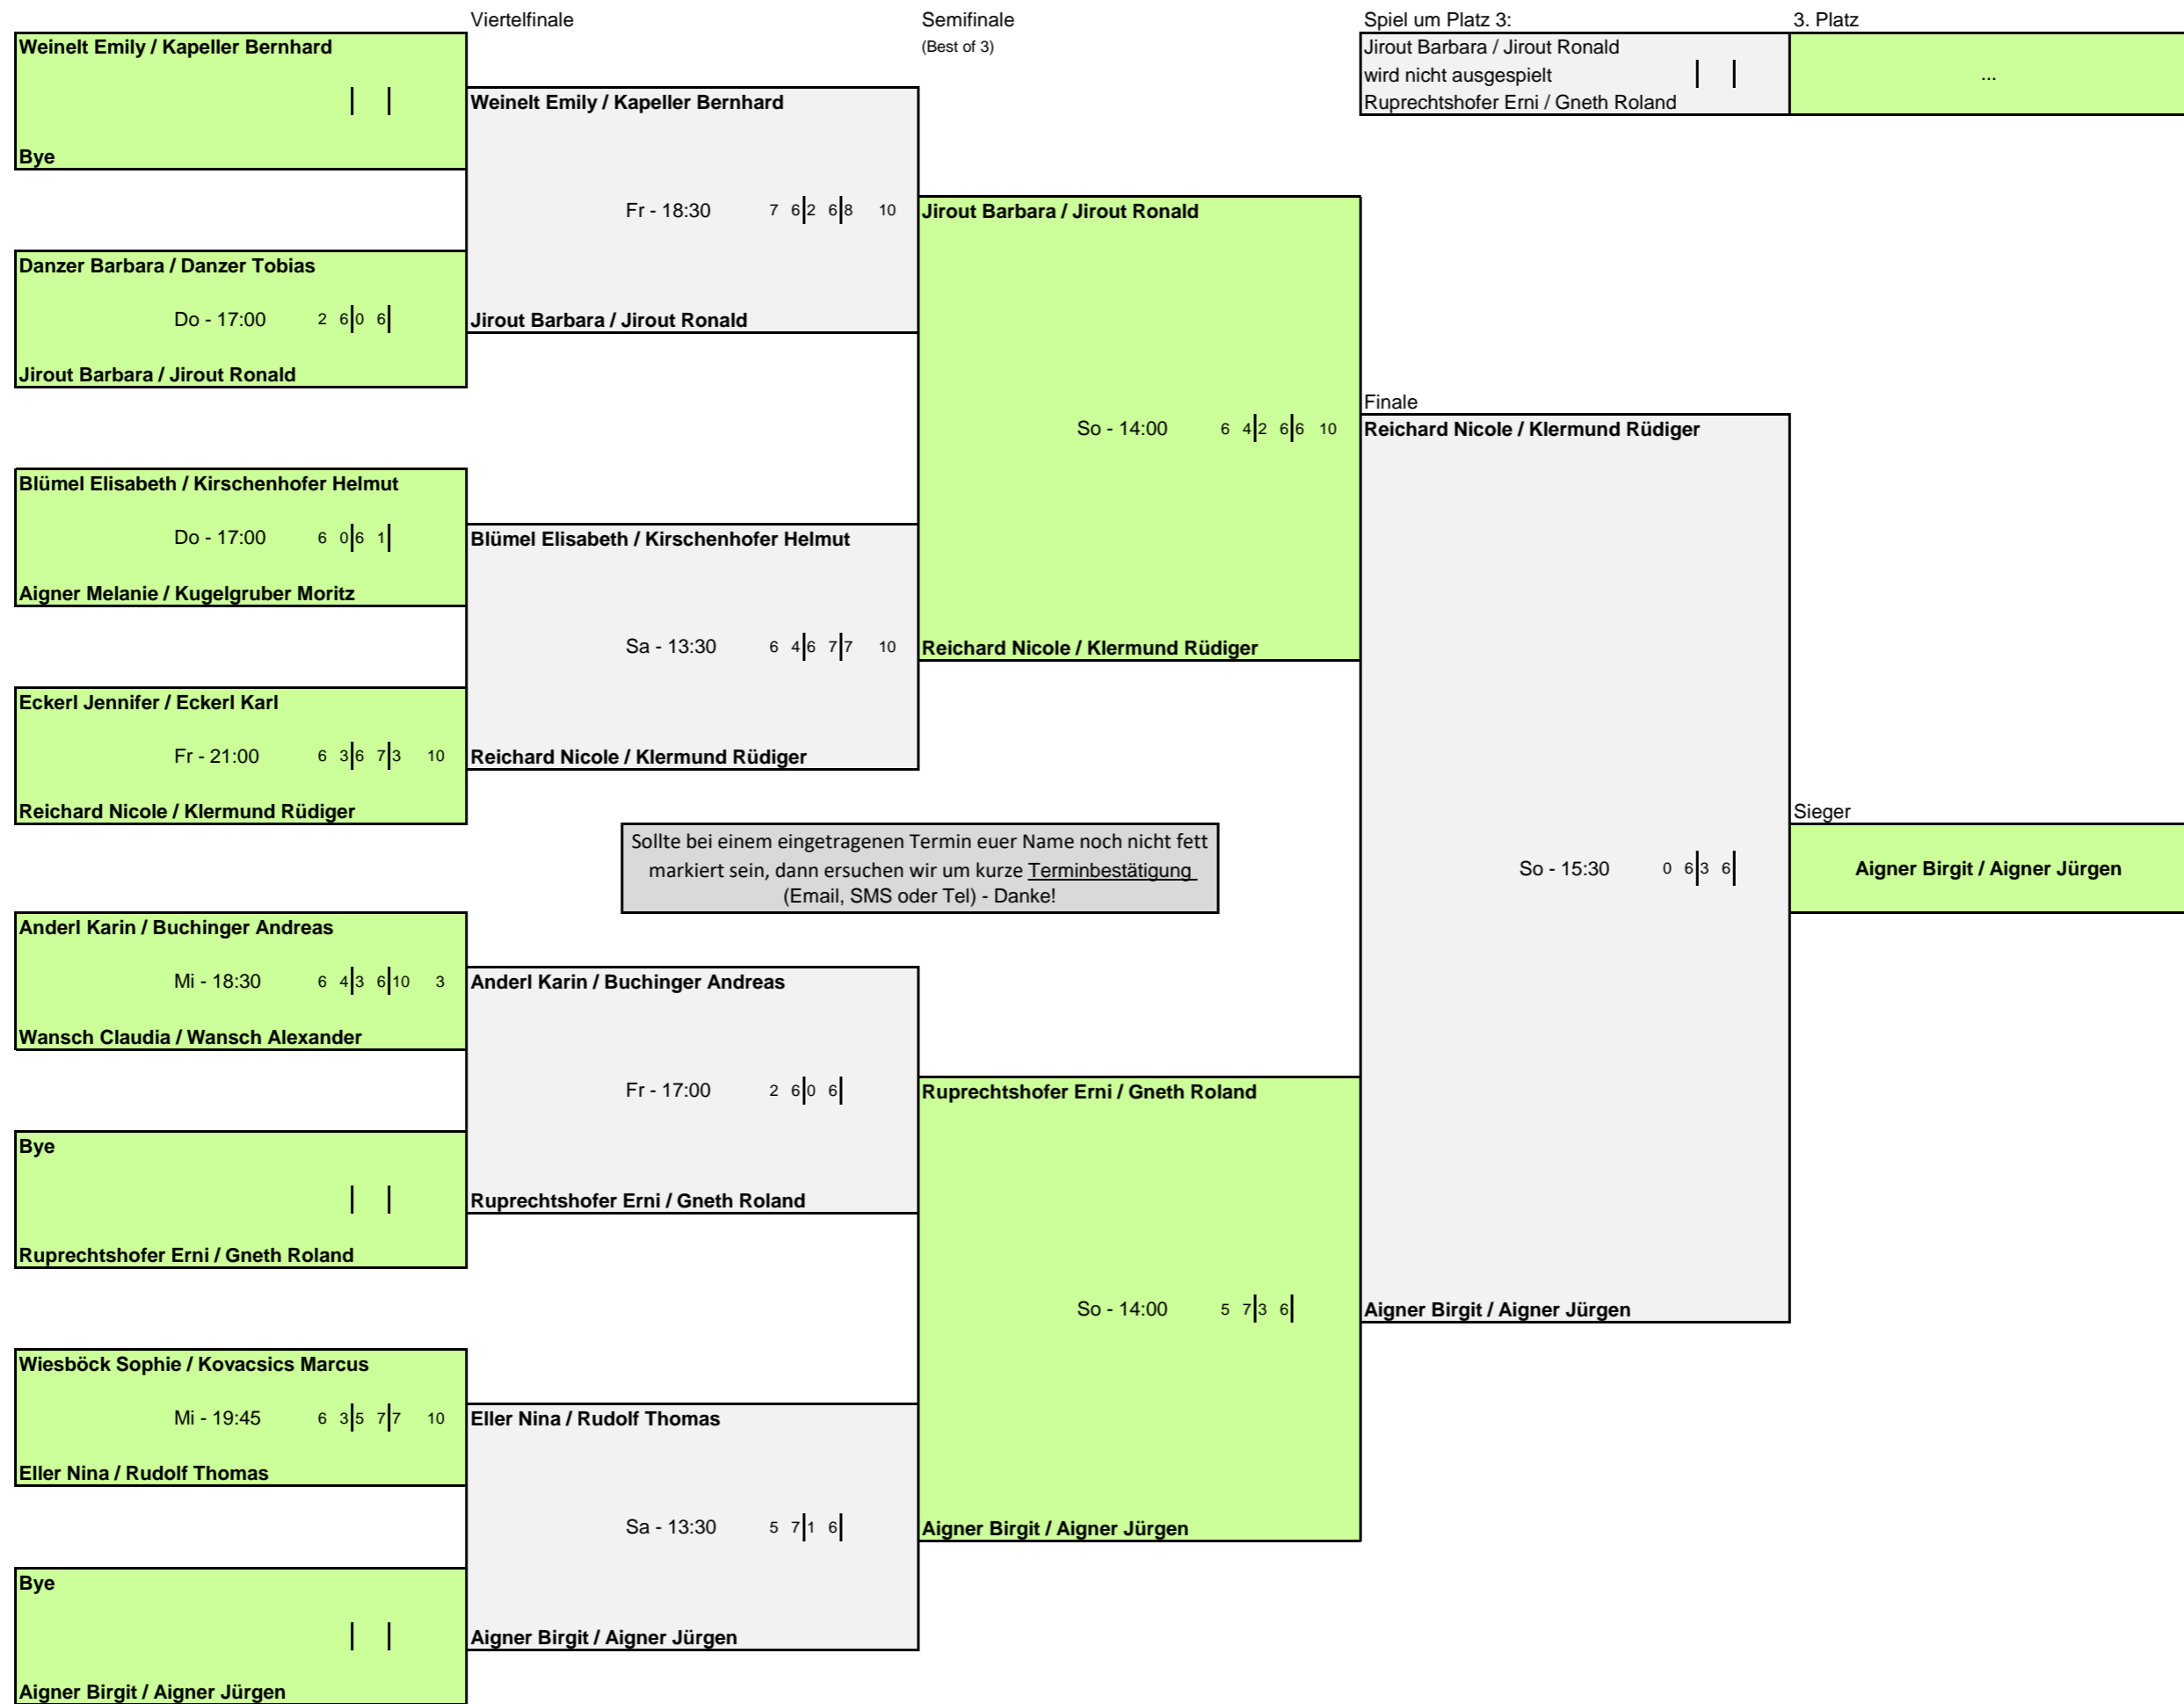 Viertelfinale
Semifinale
(Best of 3)
Spiel um Platz 3:
3. Platz
Weinelt Emily / Kapeller Bernhard
Bye
Danzer Barbara / Danzer Tobias
Do - 17:00 2 6 0 6
Jirout Barbara / Jirout Ronald
Blümel Elisabeth / Kirschenhofer Helmut
Do - 17:00 6 0 6 1
Aigner Melanie / Kugelgruber Moritz
Eckerl Jennifer / Eckerl Karl
Fr - 21:00 6 3 6 7 3 10
Reichard Nicole / Klermund Rüdiger
Anderl Karin / Buchinger Andreas
Mi - 18:30 6 4 3 6 10 3
Wansch Claudia / Wansch Alexander
Bye
Ruprechtshofer Erni / Gneth Roland
Wiesböck Sophie / Kovacsics Marcus
Mi - 19:45 6 3 5 7 7 10
Eller Nina / Rudolf Thomas
Bye
Aigner Birgit / Aigner Jürgen
Weinelt Emily / Kapeller Bernhard
Fr - 18:30 7 6 2 6 8 10
Jirout Barbara / Jirout Ronald
Blümel Elisabeth / Kirschenhofer Helmut
Sa - 13:30 6 4 6 7 7 10
Reichard Nicole / Klermund Rüdiger
Sollte bei einem eingetragenen Termin euer Name noch nicht fett
markiert sein, dann ersuchen wir um kurze Terminbestätigung
(Email, SMS oder Tel) - Danke!
Anderl Karin / Buchinger Andreas
Fr - 17:00 2 6 0 6
Ruprechtshofer Erni / Gneth Roland
Eller Nina / Rudolf Thomas
Sa - 13:30 5 7 1 6
Aigner Birgit / Aigner Jürgen
Jirout Barbara / Jirout Ronald
So - 14:00 6 4 2 6 6 10
Reichard Nicole / Klermund Rüdiger
Ruprechtshofer Erni / Gneth Roland
So - 14:00 5 7 3 6
Aigner Birgit / Aigner Jürgen
Jirout Barbara / Jirout Ronald
wird nicht ausgespielt
Ruprechtshofer Erni / Gneth Roland
...
Finale
Reichard Nicole / Klermund Rüdiger
So - 15:30 0 6 3 6
Aigner Birgit / Aigner Jürgen
Sieger
Aigner Birgit / Aigner Jürgen